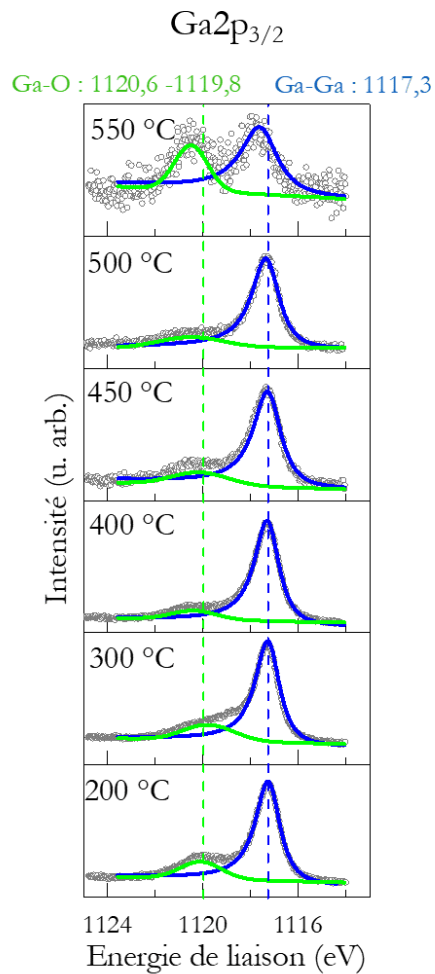 Ga2p3/2
Ga-O : 1120,6 -1119,8 Ga-Ga : 1117,3
550 °C
500 °C
450 °C
400 °C
300 °C
200 °C
Intensité (u. arb.)
1124 1120 1116
Energie de liaison (eV)